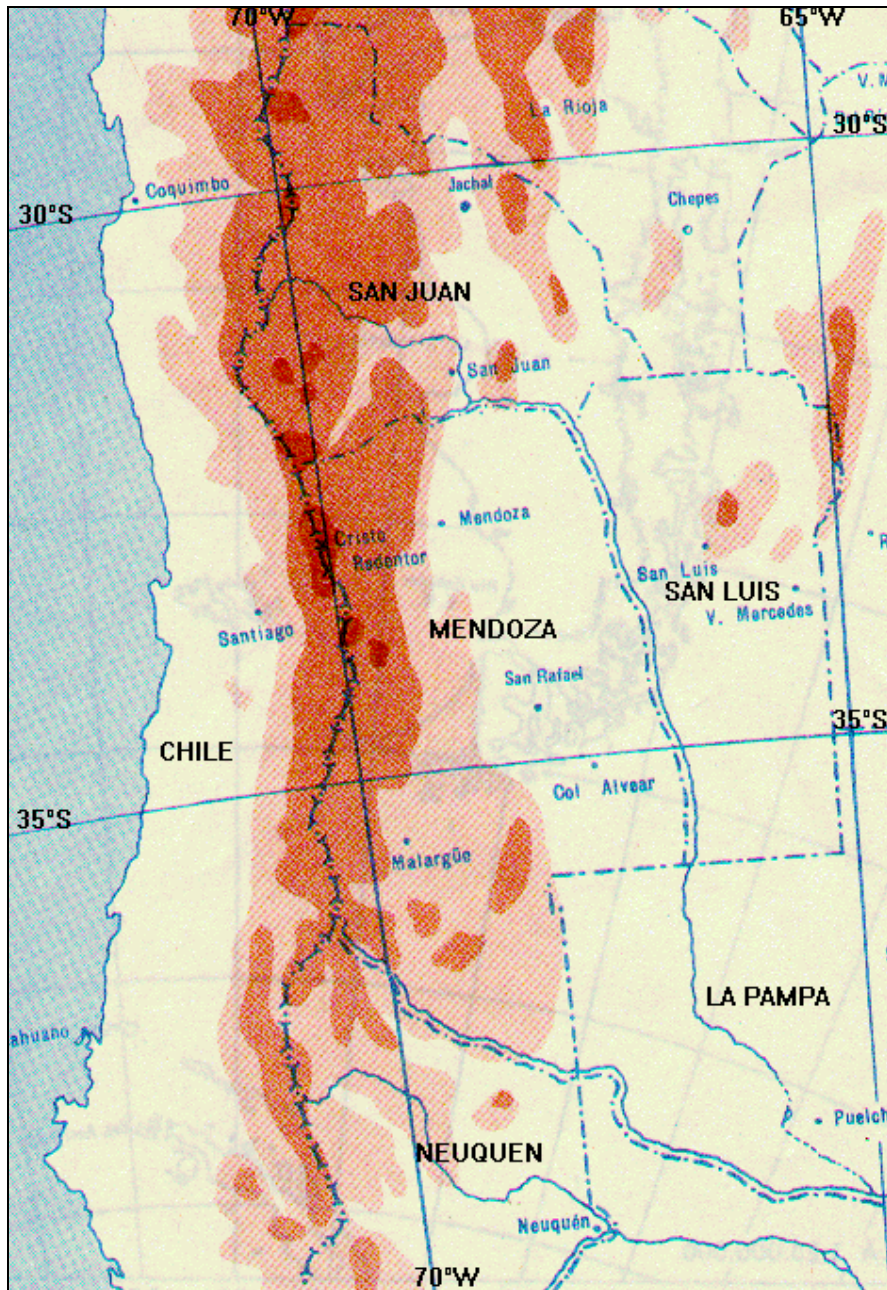 70°W
65°W
V. M
La Rioja
30°S
Coquimbo
Jachal
Chepes
30°S
SAN JUAN
San Juan
Mendoza
Cristo
Redentor
R
San Luis
SAN LUIS
V. Mercedes
Santiago
MENDOZA
San Rafael
35°S
CHILE
Col Alvear
35°S
Malargüe
LA PAMPA
ahuano
Puelch
NEUQUEN
Neuquén
70°W